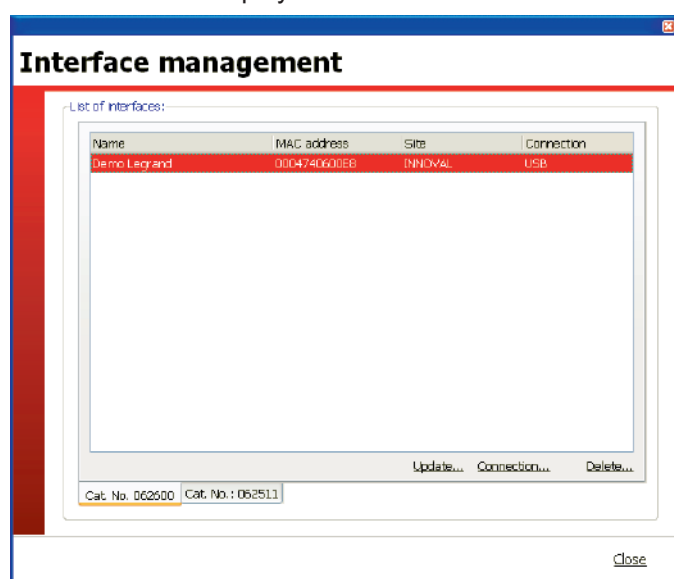 Interface management
List of interfaces:
Name MAC address Site Connection
Demo Legrand 0004740600E8 INNOVAL USB
Update... Connection... Delete...
Cat. No. 062600 Cat. No. : 062511
Close